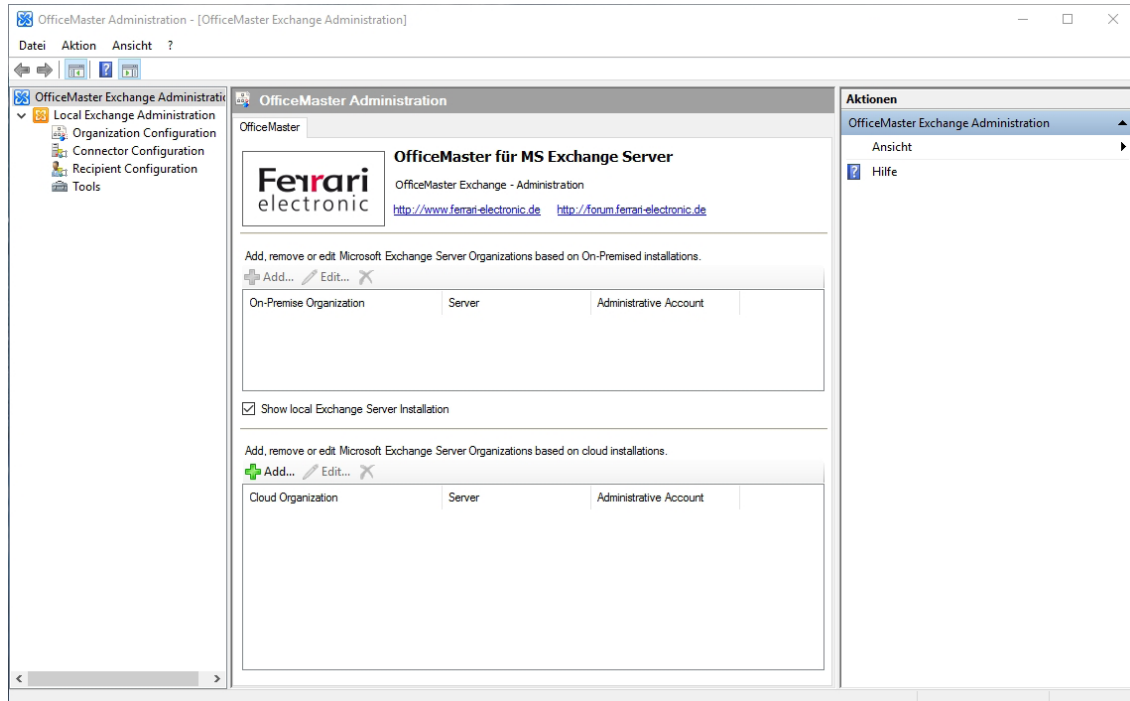 OfficeMaster Administration - [OfficeMaster Exchange Administration]
Datei Aktion Ansicht ?
OfficeMaster Exchange Administratio
Local Exchange Administration
Organization Configuration
Connector Configuration
Recipient Configuration
Tools
OfficeMaster Administration
OfficeMaster
Ferrari
electronic
OfficeMaster für MS Exchange Server
OfficeMaster Exchange - Administration
http://www.ferrari-electronic.de http://forum.ferrari-electronic.de
Add, remove or edit Microsoft Exchange Server Organizations based on On-Premised installations.
Add... Edit...
On-Premise Organization Server Administrative Account
Show local Exchange Server Installation
Add, remove or edit Microsoft Exchange Server Organizations based on cloud installations.
Add... Edit...
Cloud Organization Server Administrative Account
Aktionen
OfficeMaster Exchange Administration
Ansicht
Hilfe